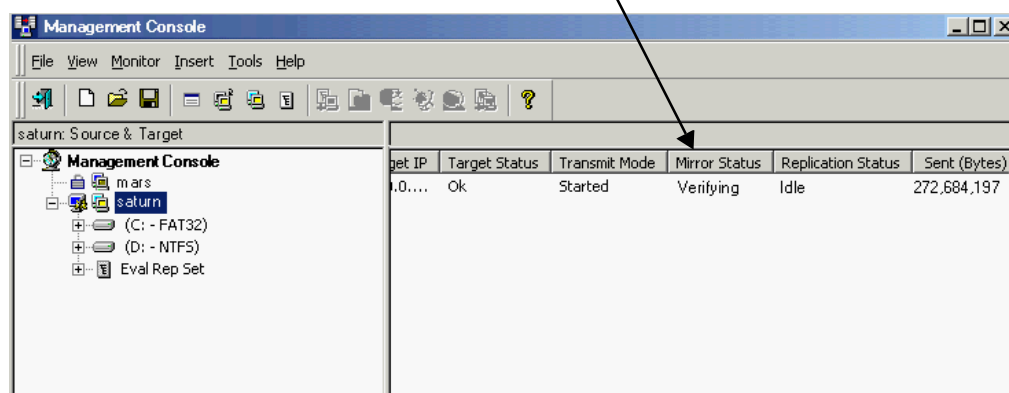 Management Console
File View Monitor Insert Tools Help
saturn: Source & Target
Management Console
mars
saturn
(C: - FAT32)
(D: - NTFS)
Eval Rep Set
get IP Target Status Transmit Mode Mirror Status Replication Status Sent (Bytes)
.0.... Ok Started Verifying Idle 272,684,197